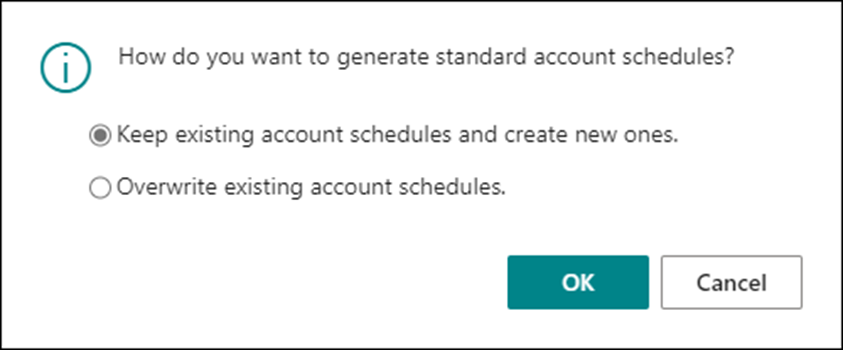 How do you want to generate standard account schedules?
Keep existing account schedules and create new ones.
Overwrite existing account schedules.
OK
Cancel